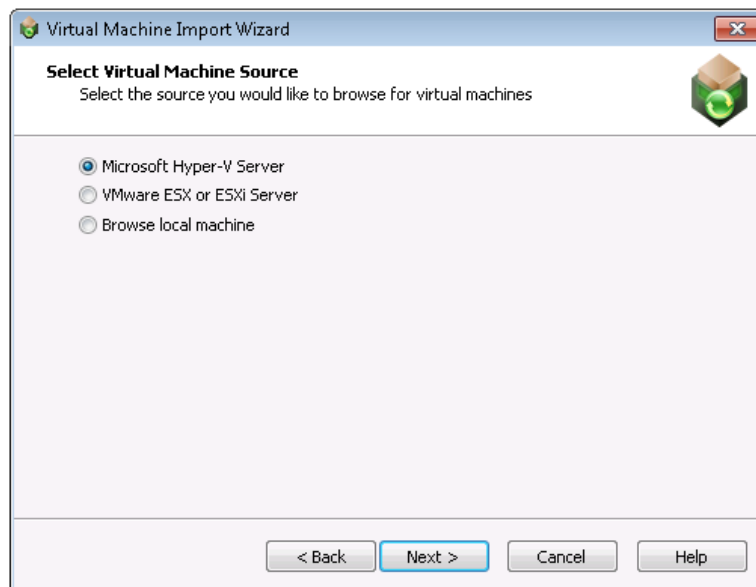 Virtual Machine Import Wizard
Select Virtual Machine Source
Select the source you would like to browse for virtual machines
Microsoft Hyper-V Server
VMware ESX or ESXi Server
Browse local machine
< Back Next > Cancel Help